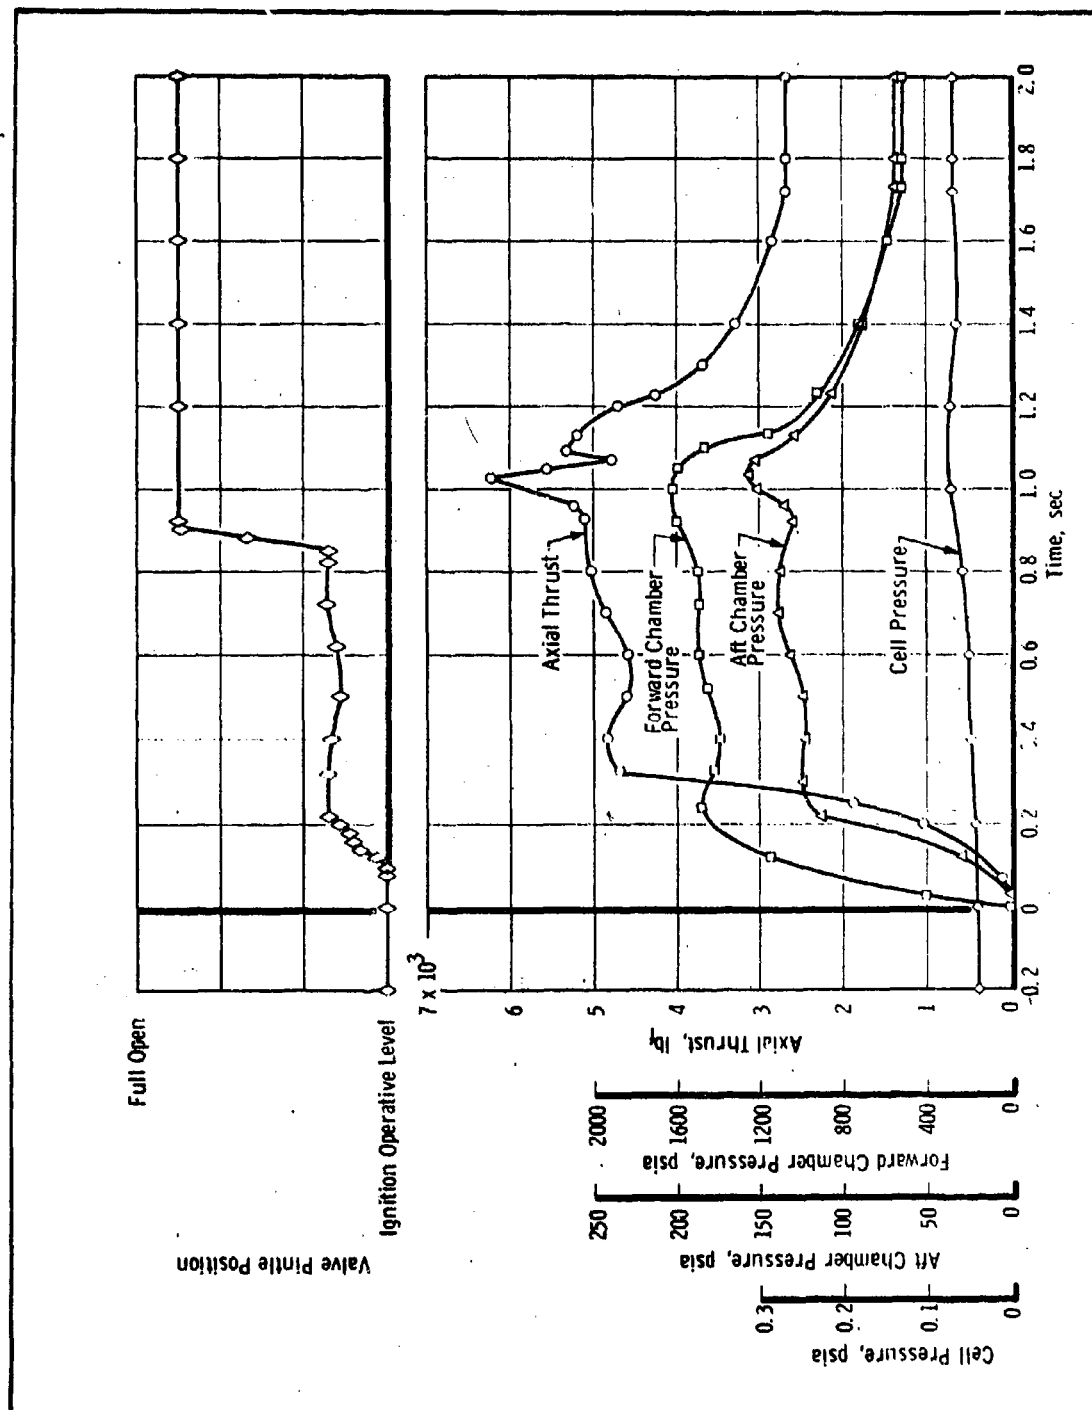 Full Open
Valve Pintle Position
Ignition Operative Level
7 x 10³
6
5
4
3
2
1
0
Axial Thrust, lbf
2000
1600
1200
800
400
0
Forward Chamber Pressure, psia
250
200
150
100
50
0
Aft Chamber Pressure, psia
0.3
0.2
0.1
0
Cell Pressure, psia
Axial Thrust
Forward Chamber
Pressure
Aft Chamber
Pressure
Cell Pressure
-0.2
0
0.2
0.6
0.8
1.0
1.2
1.4
1.6
1.8
2.0
Time, sec